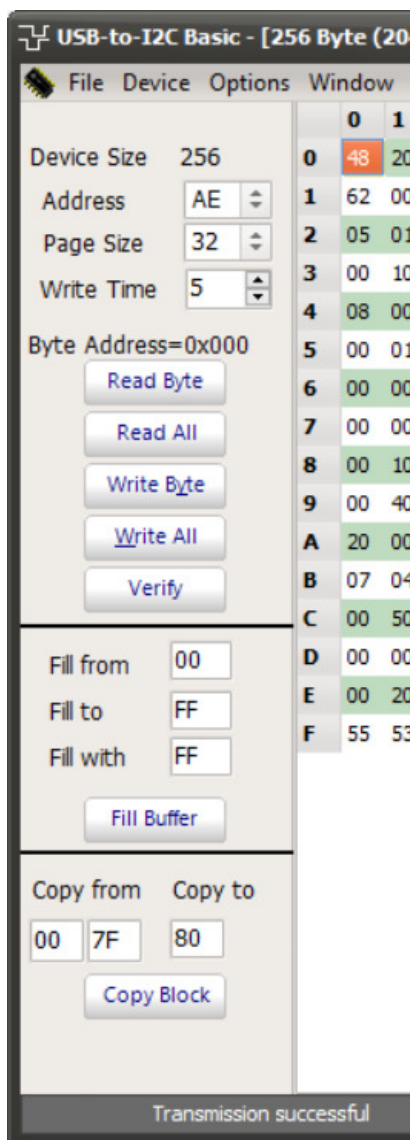 USB-to-I2C Basic - [256 Byte (20
File Device Options Window
0 1
Device Size 256
0 48 20
Address AE
1 62 00
Page Size 32
2 05 01
Write Time 5
3 00 10
4 08 00
Byte Address=0x000
5 00 01
Read Byte
6 00 00
Read All
7 00 00
8 00 10
Write Byte
9 00 40
Write All
A 20 00
Verify
B 07 04
C 00 50
Fill from 00
D 00 00
Fill to FF
E 00 20
Fill with FF
F 55 53
Fill Buffer
Copy from Copy to
00 7F 80
Copy Block
Transmission successful